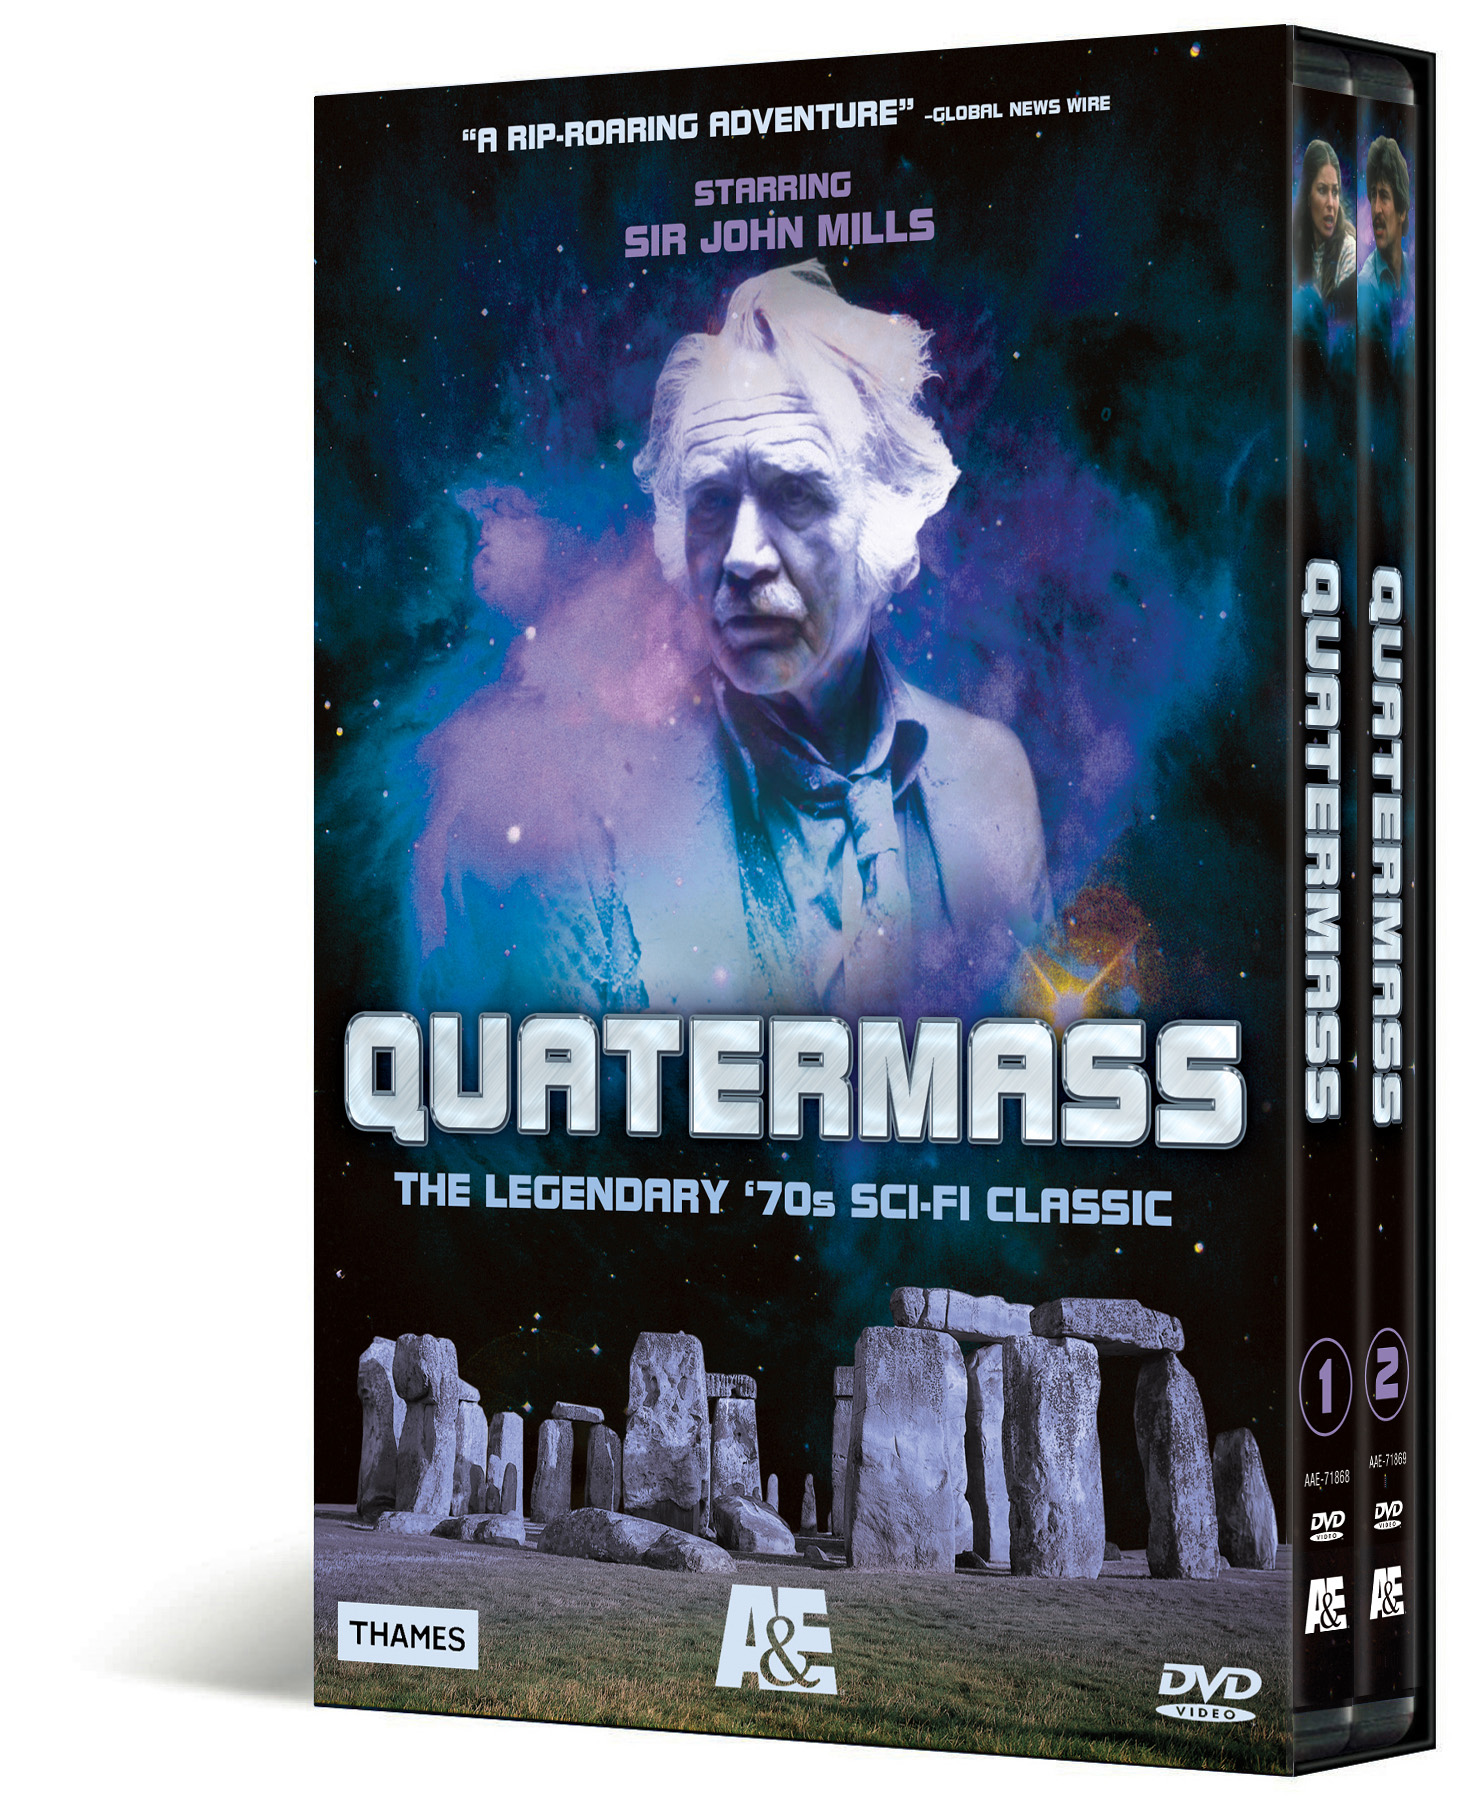 “A RIP-ROARING ADVENTURE” -GLOBAL NEWS WIRE
STARRING
SIR JOHN MILLS
QUATERMASS
THE LEGENDARY ‘70s SCI-FI CLASSIC
THAMES
A&E
DVD
VIDEO
QUATERMASS
1
AAE-71868
DVD
VIDEO
A&E
QUATERMASS
2
AAE-71869
DVD
VIDEO
A&E